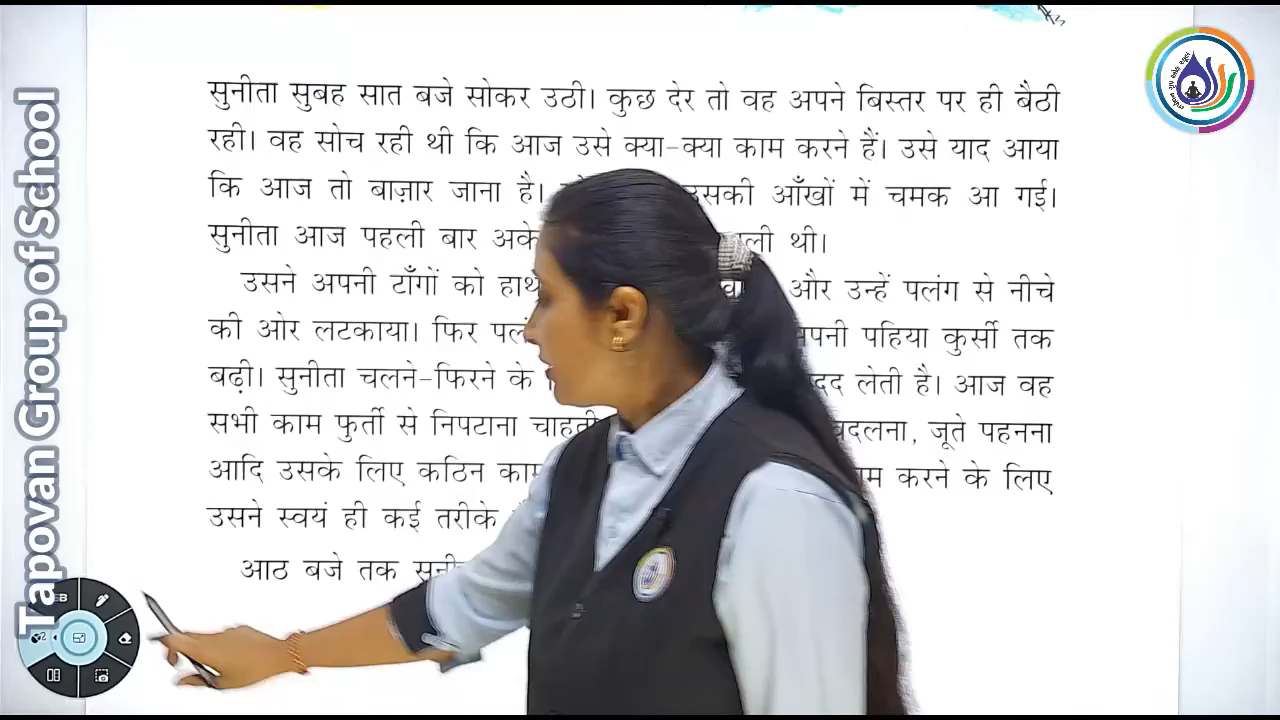 सुनीता सुबह सात बजे सोकर उठी। कुछ देर तो वह अपने बिस्तर पर ही बैठी
रही। वह सोच रही थी कि आज उसे क्या-क्या काम करने हैं। उसे याद आया
कि आज तो बाज़ार जाना है। उसकी आँखों में चमक आ गई।
सुनीता आज पहली बार थी।
उसने अपनी टाँगों को और उन्हें पलंग से नीचे
की ओर लटकाया। फिर अपनी पहिया कुर्सी तक
बढ़ी। सुनीता चलने-फिरने के लेती है। आज वह
सभी काम फुर्ती से निपटाना चाहती बदलना, जूते पहनना
आदि उसके लिए कठिन काम करने के लिए
उसने स्वयं ही कई तरीके
आठ बजे तक
Tapovan Group of School